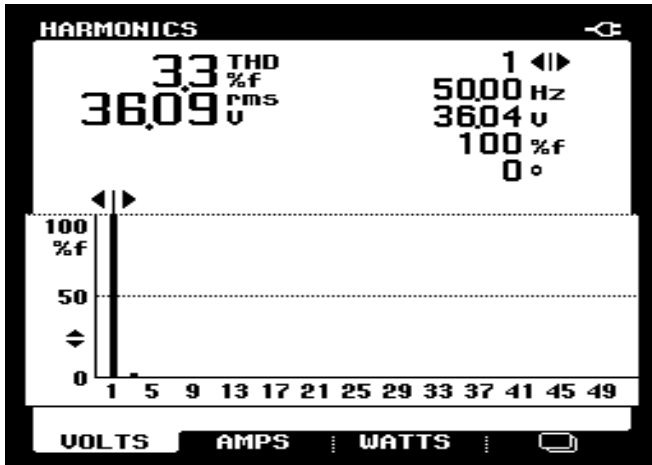 HARMONICS
3.3 THD %f
36.09 rms V
1
50.00 Hz
36.04 V
100 %f
0 °
100
%f
50
0
1 5 9 13 17 21 25 29 33 37 41 45 49
VOLTS AMPS WATTS